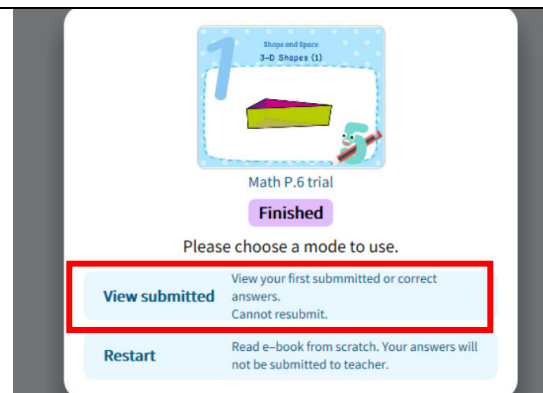 1
Shape and Space
3-D Shapes (1)
Math P.6 trial
Finished
Please choose a mode to use.
View submitted
View your first submmitted or correct
answers.
Cannot resubmit.
Restart
Read e-book from scratch. Your answers will
not be submitted to teacher.